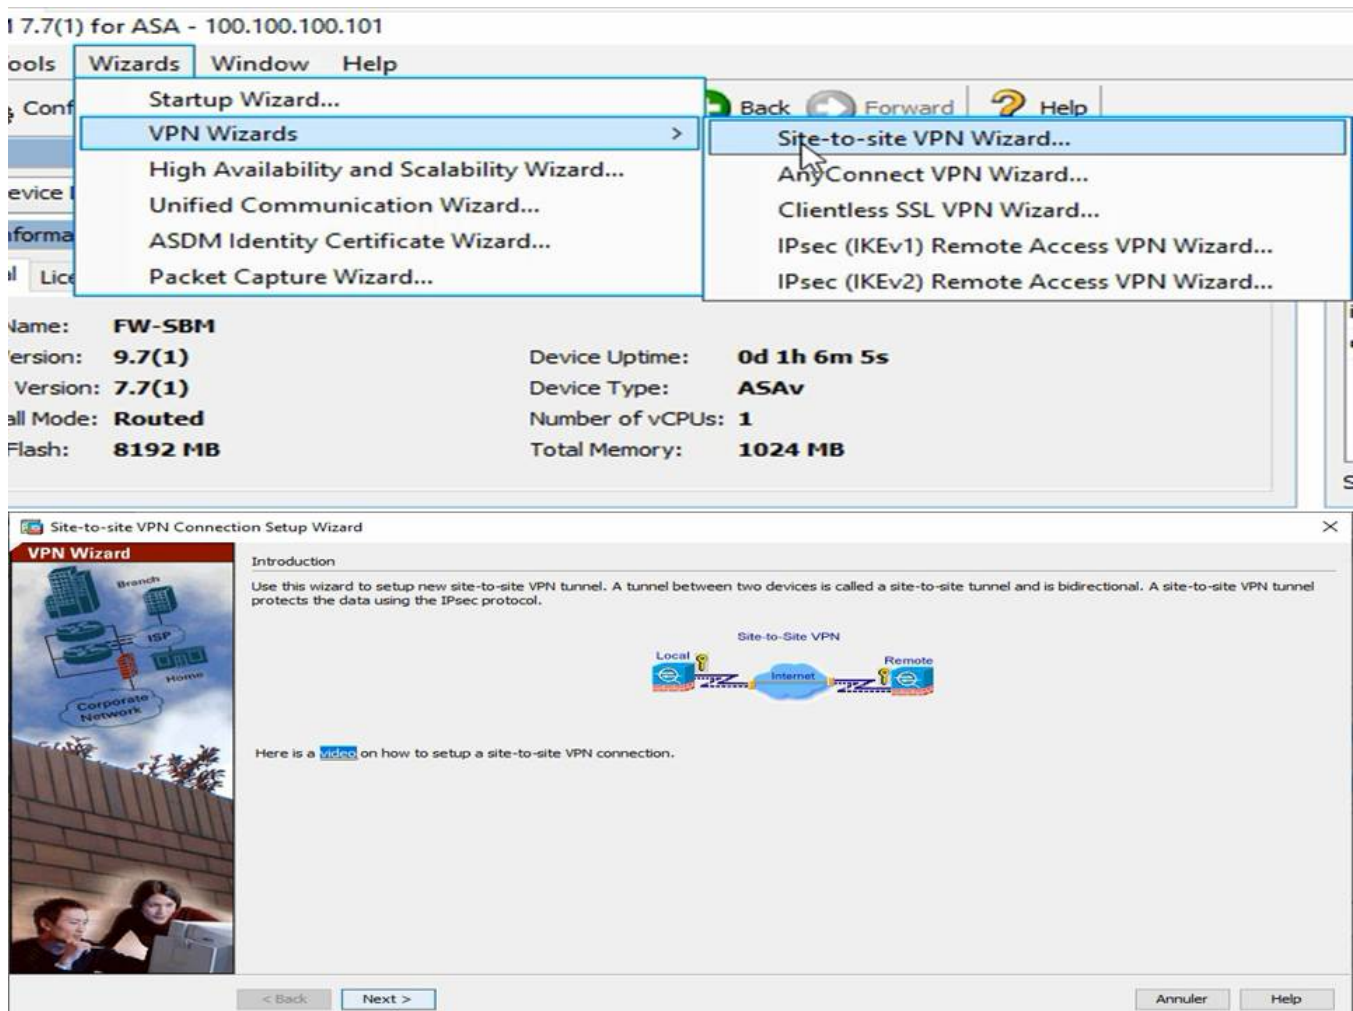 7.7(1) for ASA - 100.100.100.101
ools Wizards Window Help
Conf Back Forward Help
Startup Wizard...
VPN Wizards >
High Availability and Scalability Wizard...
Unified Communication Wizard...
ASDM Identity Certificate Wizard...
Packet Capture Wizard...
Site-to-site VPN Wizard...
AnyConnect VPN Wizard...
Clientless SSL VPN Wizard...
IPsec (IKEv1) Remote Access VPN Wizard...
IPsec (IKEv2) Remote Access VPN Wizard...
evice
forma
Lice
Name: FW-SBM
ersion: 9.7(1) Device Uptime: 0d 1h 6m 5s
Version: 7.7(1) Device Type: ASAv
all Mode: Routed Number of vCPUs: 1
Flash: 8192 MB Total Memory: 1024 MB
Site-to-site VPN Connection Setup Wizard
VPN Wizard
Branch
ISP
Home
Corporate
Network
Introduction
Use this wizard to setup new site-to-site VPN tunnel. A tunnel between two devices is called a site-to-site tunnel and is bidirectional. A site-to-site VPN tunnel
protects the data using the IPsec protocol.
Site-to-Site VPN
Local
Internet
Remote
Here is a video on how to setup a site-to-site VPN connection.
< Back Next > Annuler Help